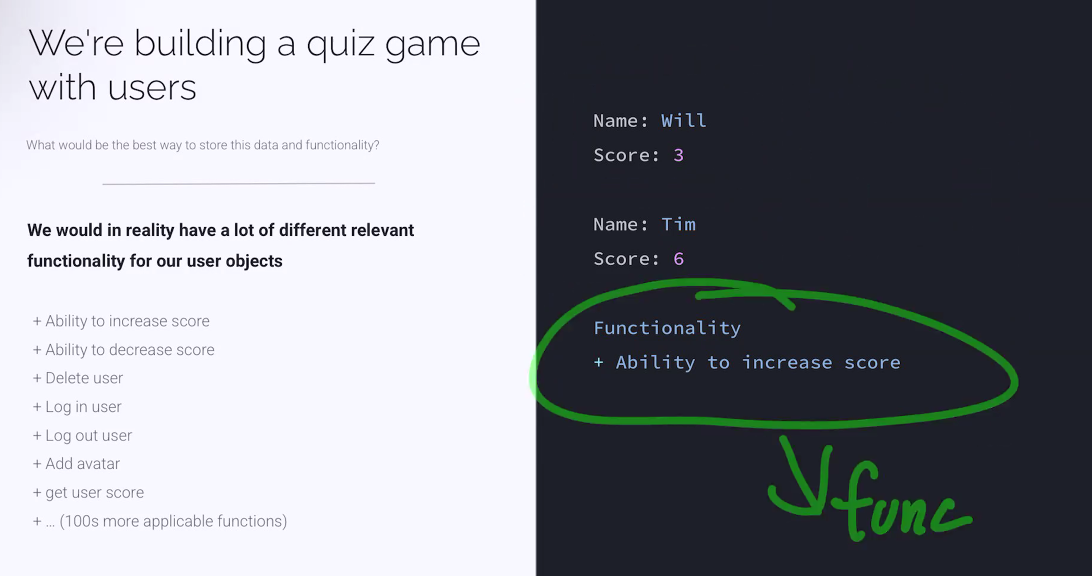 We're building a quiz game
with users
What would be the best way to store this data and functionality?
We would in reality have a lot of different relevant
functionality for our user objects
+ Ability to increase score
+ Ability to decrease score
+ Delete user
+ Log in user
+ Log out user
+ Add avatar
+ get user score
+ … (100s more applicable functions)
Name: Will
Score: 3
Name: Tim
Score: 6
Functionality
+ Ability to increase score
func